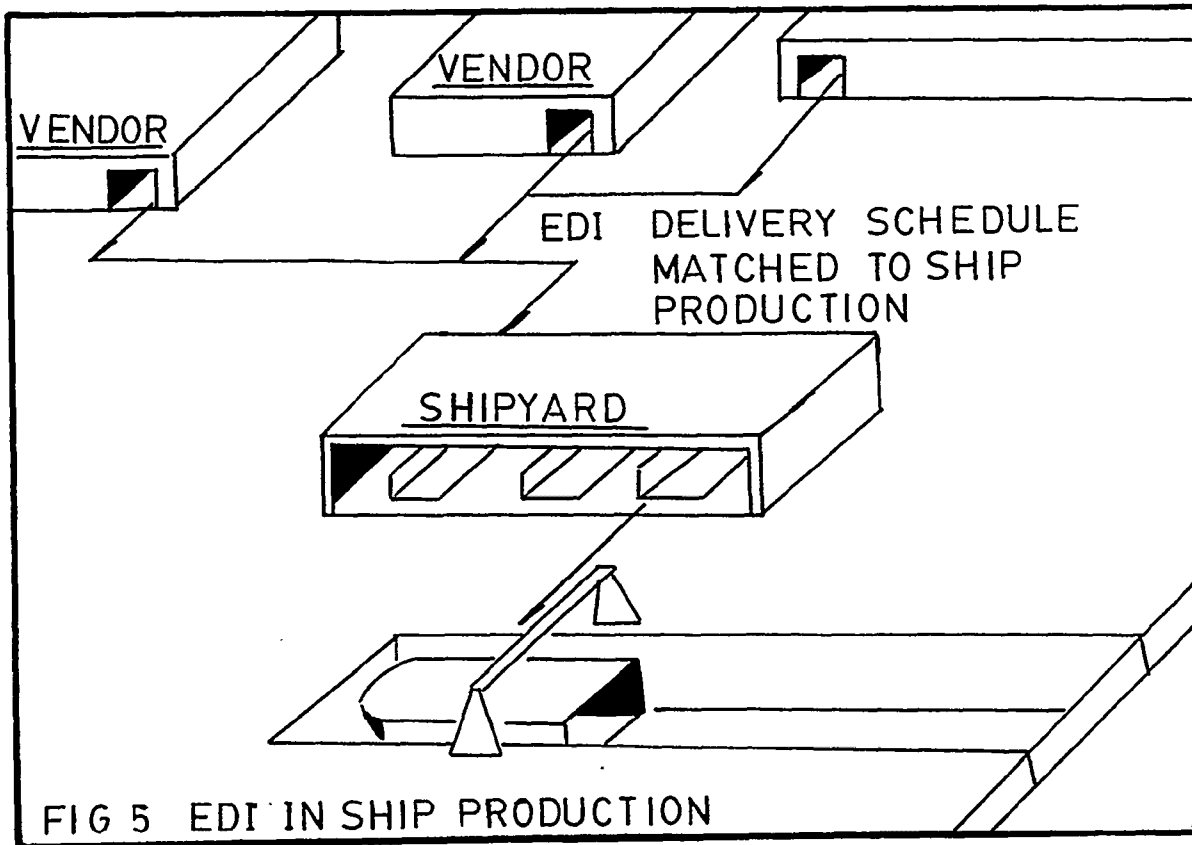 VENDOR
VENDOR
EDI DELIVERY SCHEDULE
MATCHED TO SHIP
PRODUCTION
SHIPYARD
FIG 5 EDI IN SHIP PRODUCTION